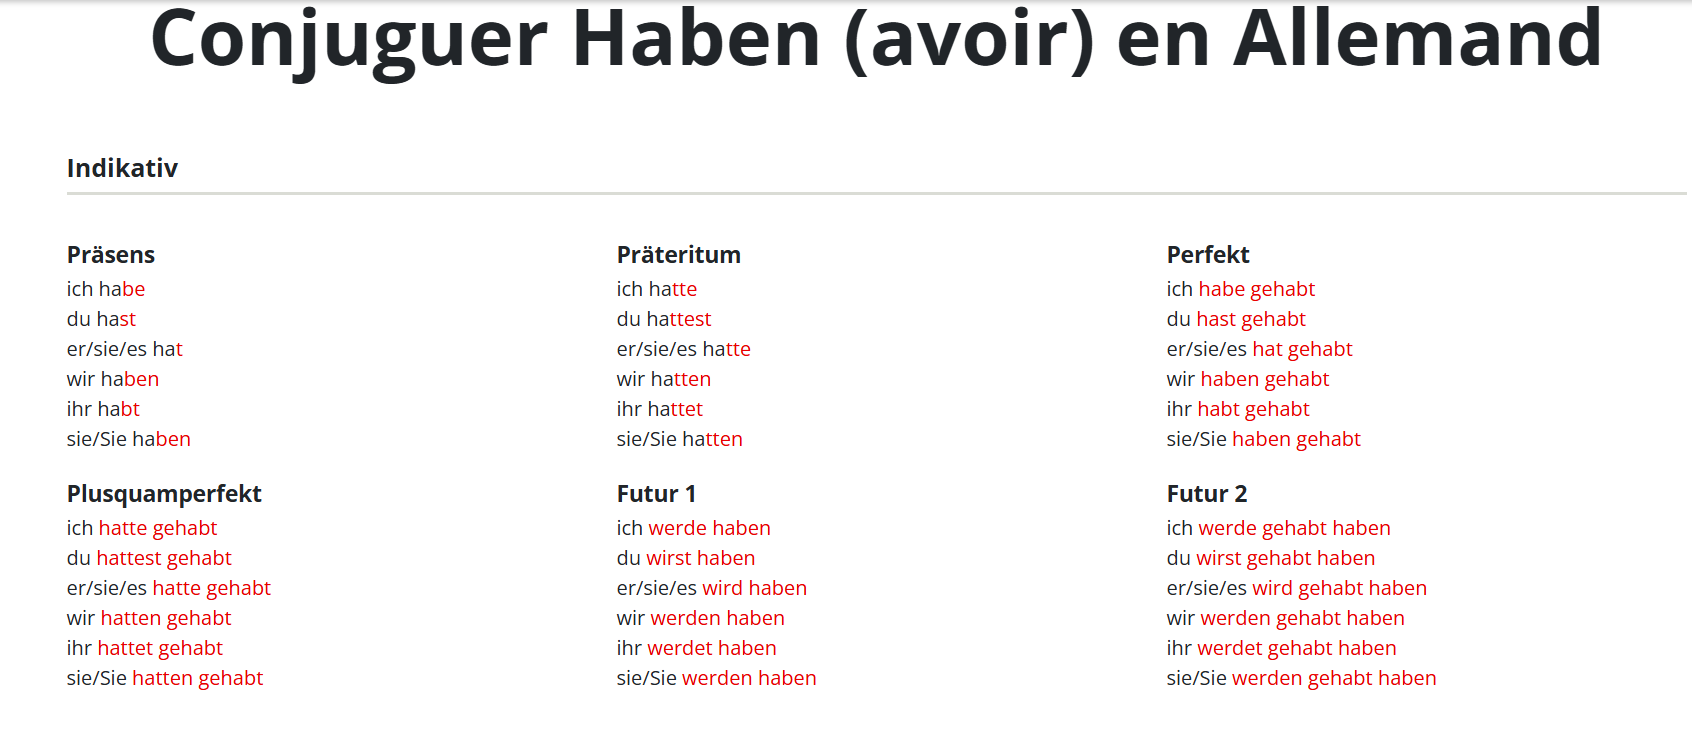 Conjuguer Haben (avoir) en Allemand
Indikativ
Präsens
ich habe
du hast
er/sie/es hat
wir haben
ihr habt
sie/Sie haben
Präteritum
ich hatte
du hattest
er/sie/es hatte
wir hatten
ihr hattet
sie/Sie hatten
Perfekt
ich habe gehabt
du hast gehabt
er/sie/es hat gehabt
wir haben gehabt
ihr habt gehabt
sie/Sie haben gehabt
Plusquamperfekt
ich hatte gehabt
du hattest gehabt
er/sie/es hatte gehabt
wir hatten gehabt
ihr hattet gehabt
sie/Sie hatten gehabt
Futur 1
ich werde haben
du wirst haben
er/sie/es wird haben
wir werden haben
ihr werdet haben
sie/Sie werden haben
Futur 2
ich werde gehabt haben
du wirst gehabt haben
er/sie/es wird gehabt haben
wir werden gehabt haben
ihr werdet gehabt haben
sie/Sie werden gehabt haben